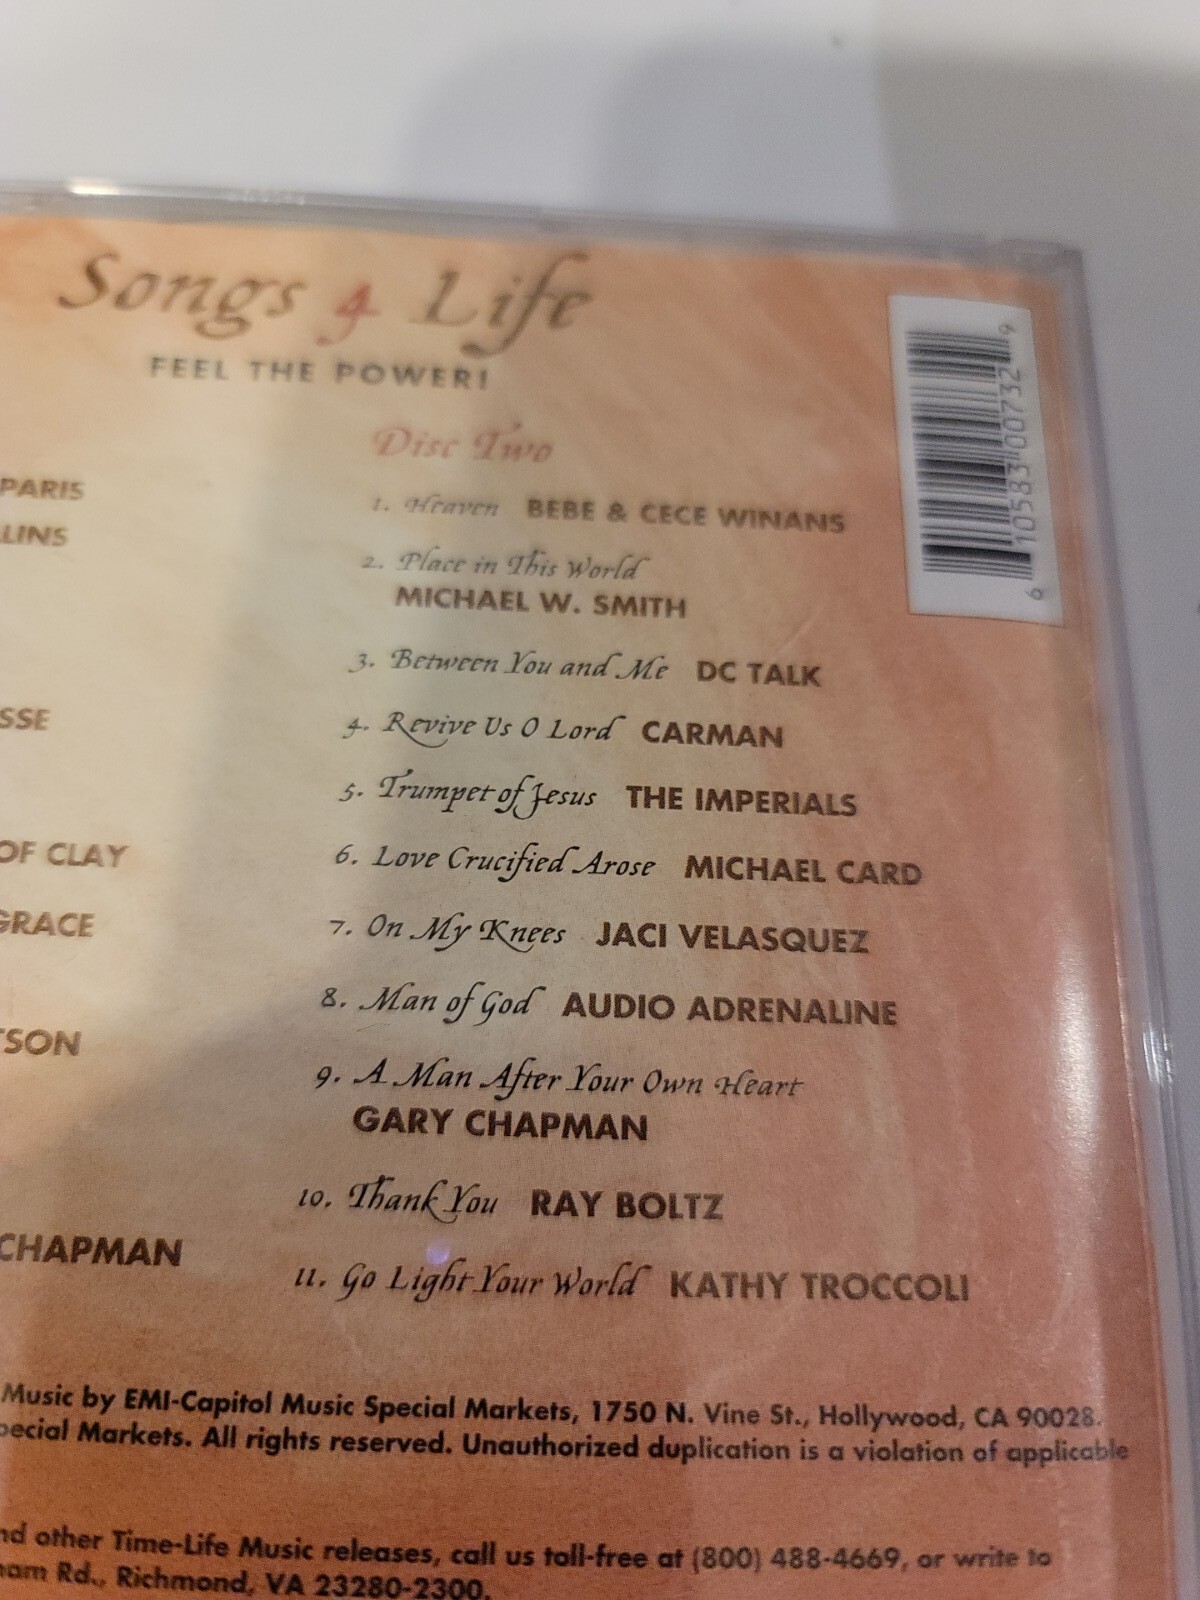 Songs 4 Life
FEEL THE POWER!
Disc Two
PARIS
LINS
SSE
OF CLAY
GRACE
TSON
CHAPMAN
1. Heaven BEBE & CECE WINANS
2. Place in This World
MICHAEL W. SMITH
3. Between You and Me DC TALK
4. Revive Us O Lord CARMAN
5. Trumpet of Jesus THE IMPERIALS
6. Love Crucified Arose MICHAEL CARD
7. On My Knees JACI VELASQUEZ
8. Man of God AUDIO ADRENALINE
9. A Man After Your Own Heart
GARY CHAPMAN
10. Thank You RAY BOLTZ
11. Go Light Your World KATHY TROCCOLI
6 10583 00732 9
Music by EMI-Capitol Music Special Markets, 1750 N. Vine St., Hollywood, CA 90028.
pecial Markets. All rights reserved. Unauthorized duplication is a violation of applicable
nd other Time-Life Music releases, call us toll-free at (800) 488-4669, or write to
ham Rd., Richmond, VA 23280-2300.